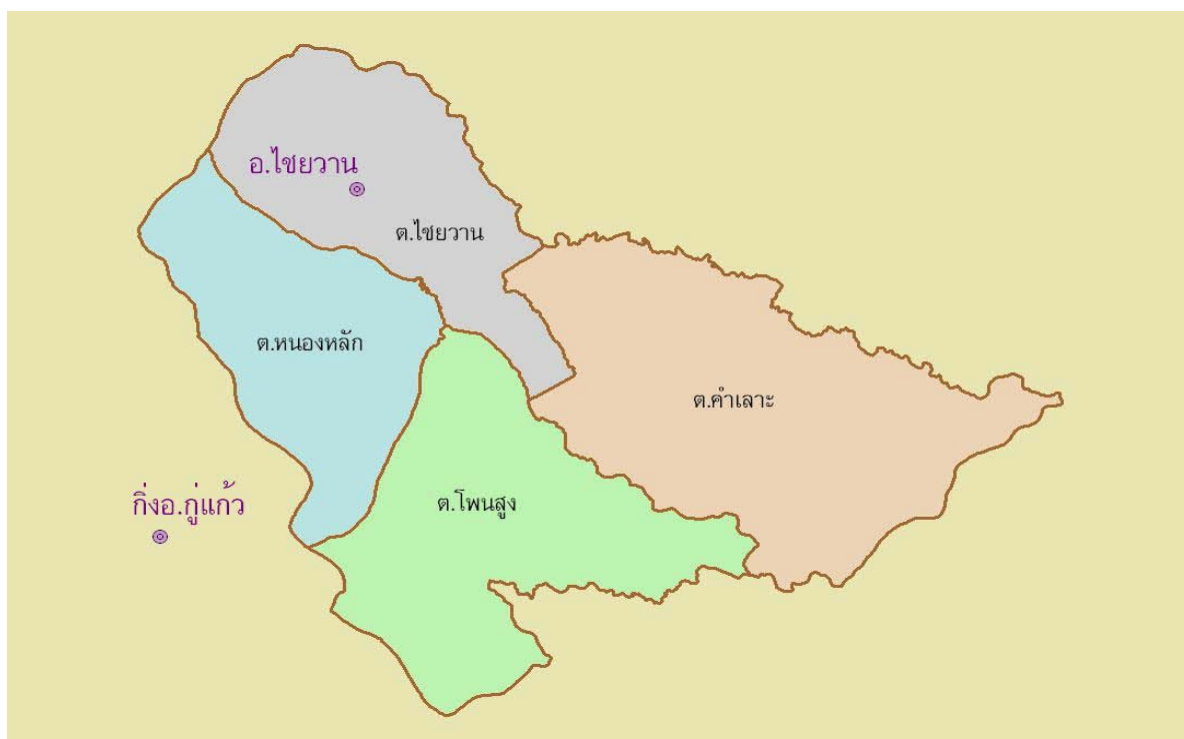 อ.ไชยวาน
ต.ไชยวาน
ต.หนองหลัก
ต.คำเลาะ
ต.โพนสูง
กิ่งอ.กู่แก้ว